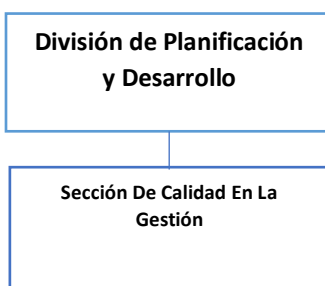 División de Planificación
y Desarrollo
Sección De Calidad En La
Gestión